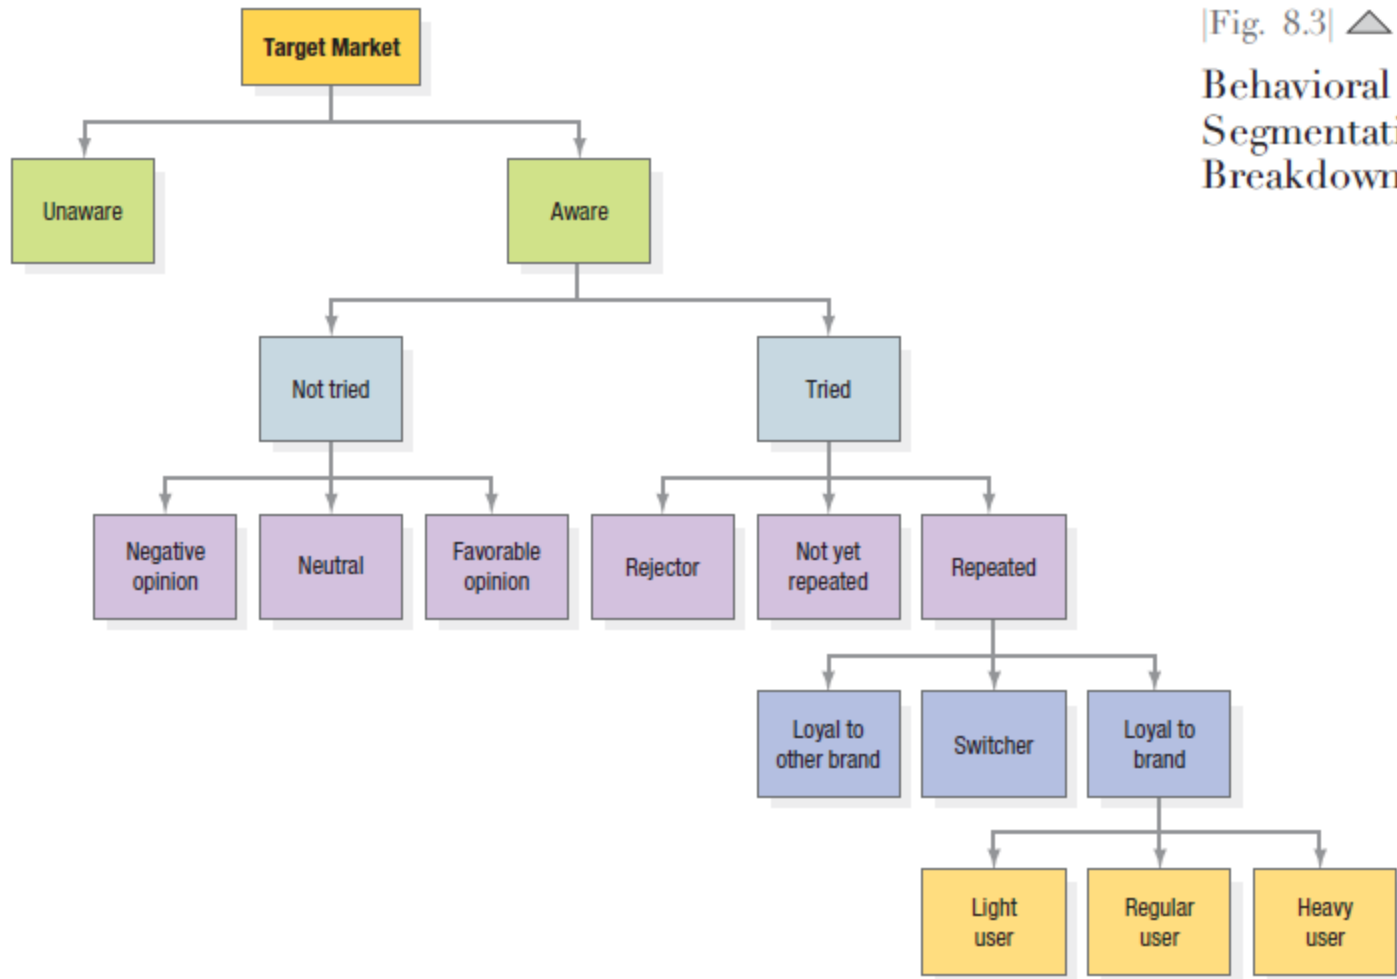 |Fig. 8.3|
Behavioral
Segmentati
Breakdown
Target Market
Unaware
Aware
Not tried
Tried
Negative
opinion
Neutral
Favorable
opinion
Rejector
Not yet
repeated
Repeated
Loyal to
other brand
Switcher
Loyal to
brand
Light
user
Regular
user
Heavy
user